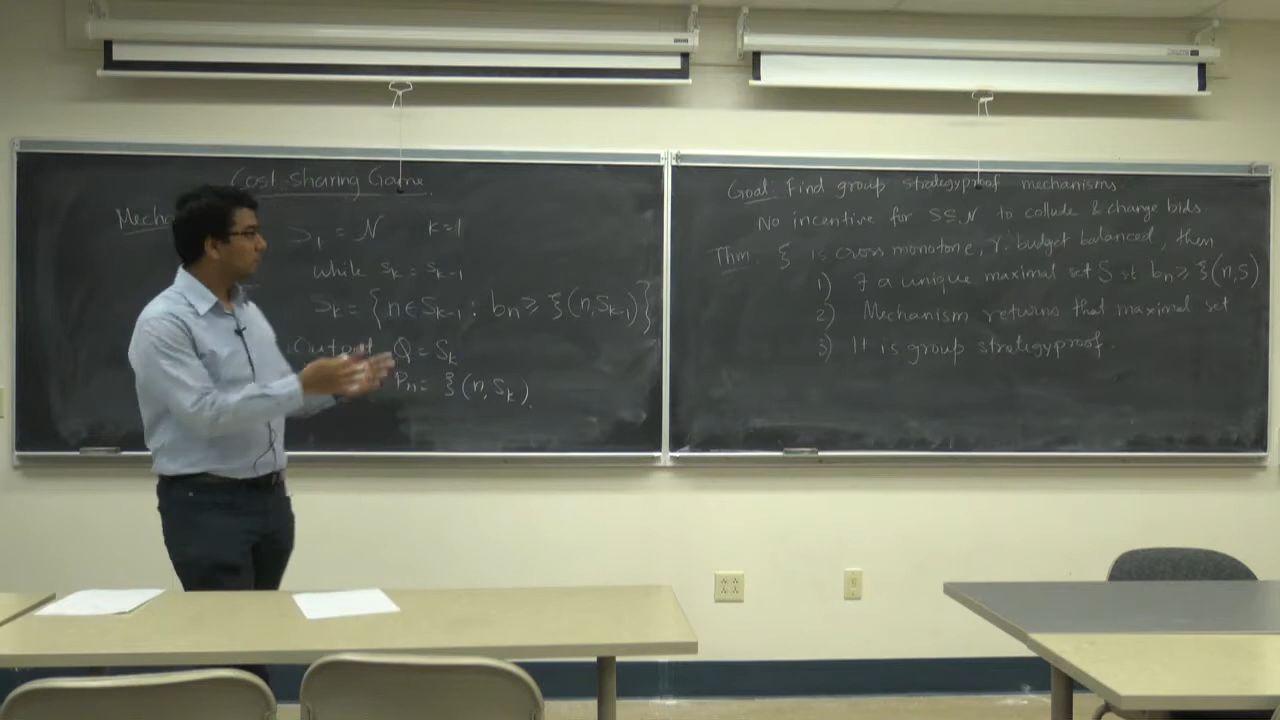 Cost Sharing Game
Mecha
S₁ = N k=1
while Sₖ = Sₖ₋₁
Sₖ = {n ∈ Sₖ₋₁ : bₙ ≥ ξ(n, Sₖ₋₁)}
Output Q = Sₖ
Pₙ = ξ(n, Sₖ).
Goal: Find group strategyproof mechanisms.
No incentive for S⊆N to collude & change bids.
Thm. ξ is cross monotone, γ-budget balanced, then
1) ∃ a unique maximal set S st bₙ ≥ ξ(n,S)
2) Mechanism returns that maximal set
3) It is group strategyproof.